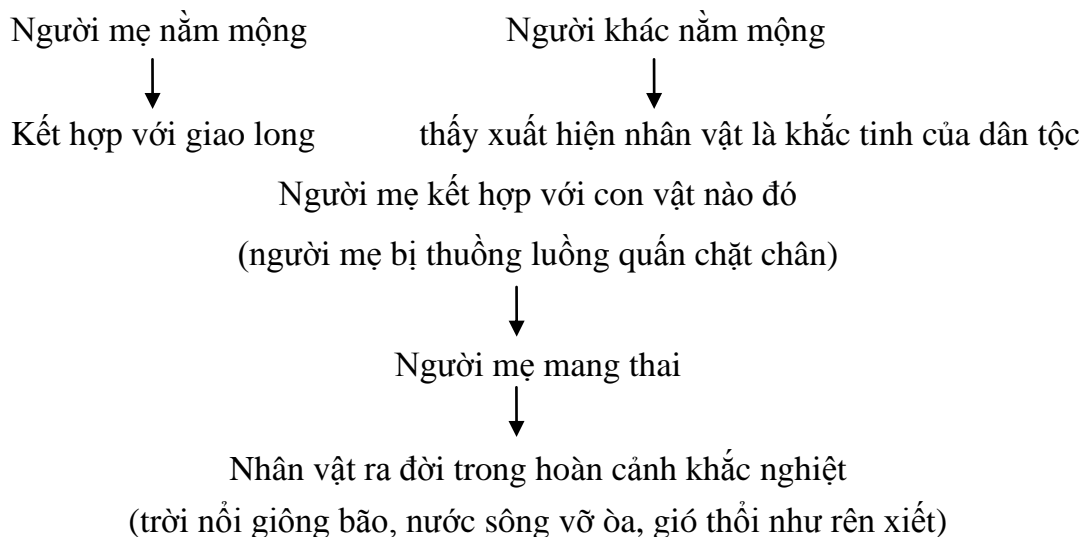 Người mẹ nằm mộng Người khác nằm mộng
Kết hợp với giao long thấy xuất hiện nhân vật là khắc tinh của dân tộc
Người mẹ kết hợp với con vật nào đó
(người mẹ bị thuồng luồng quấn chặt chân)
Người mẹ mang thai
Nhân vật ra đời trong hoàn cảnh khắc nghiệt
(trời nổi giông bão, nước sông vỡ òa, gió thổi như rên xiết)